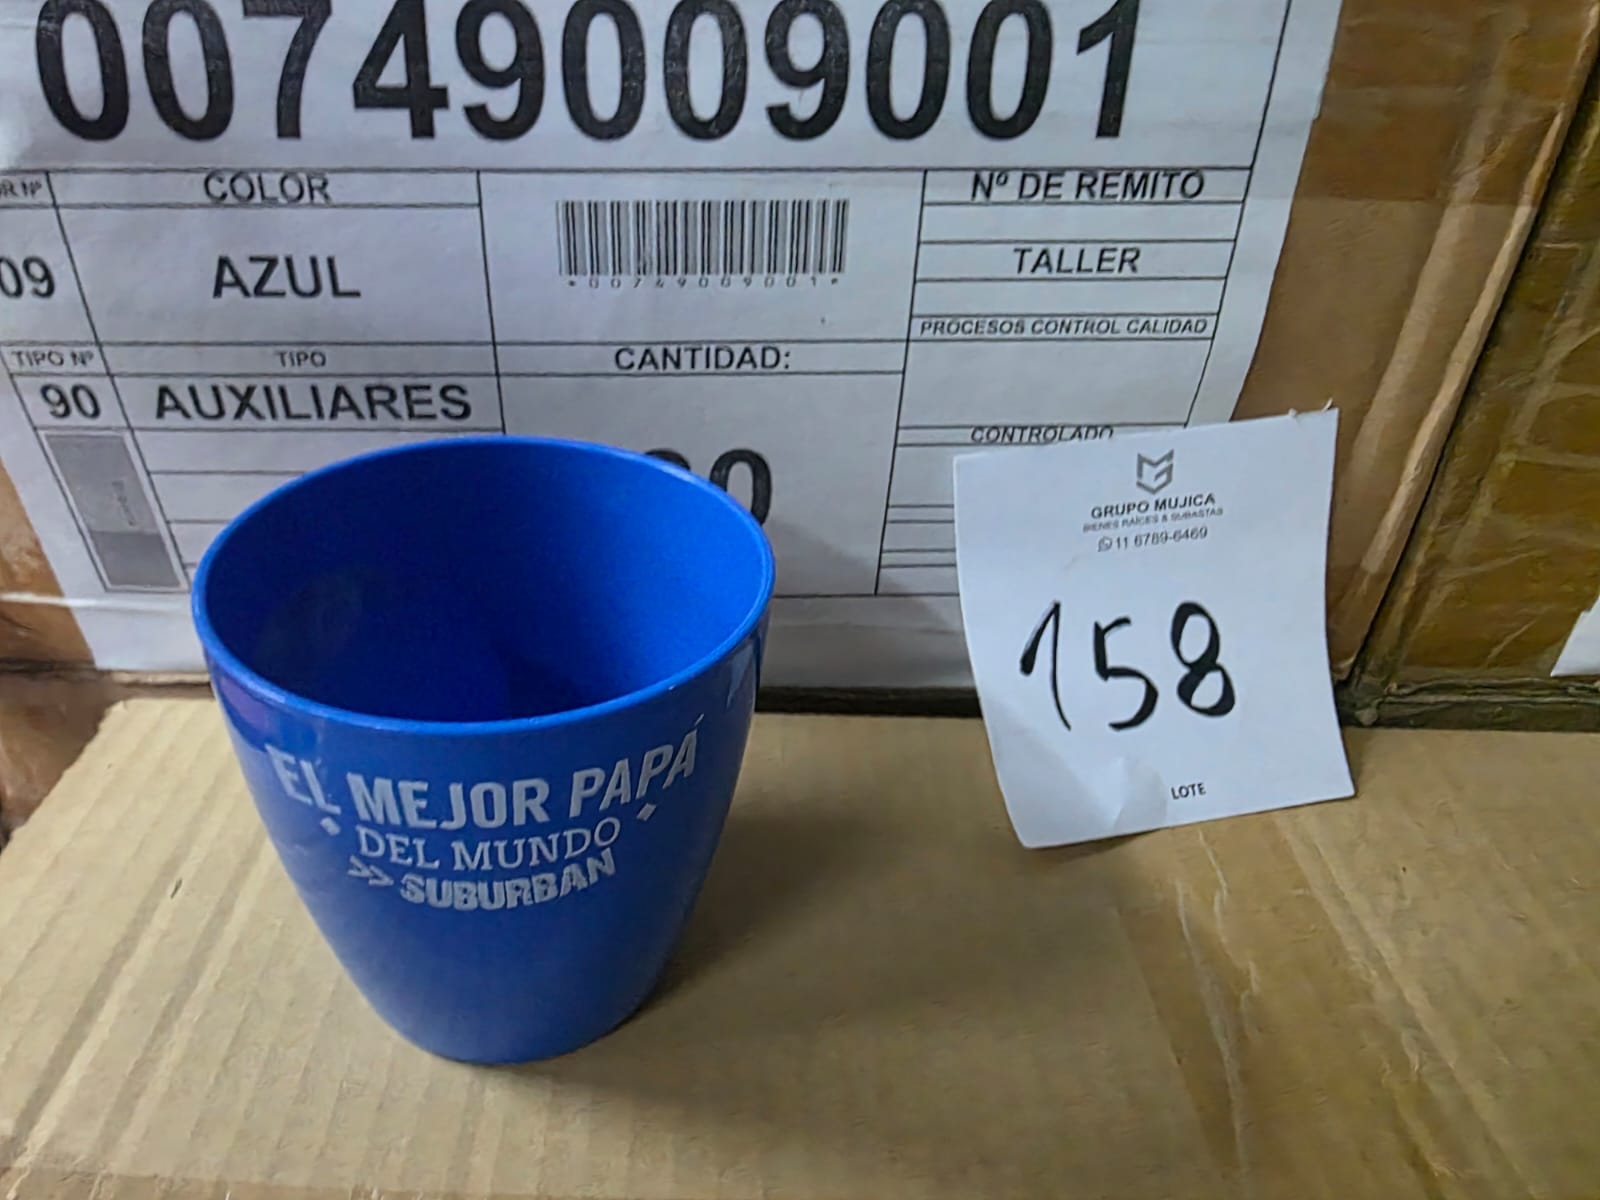 00749009001
COLOR
Nº DE REMITO
09
AZUL
*00749009001*
TALLER
PROCESOS CONTROL CALIDAD
TIPO Nº
TIPO
CANTIDAD:
90
AUXILIARES
CONTROLADO
GRUPO MUJICA
BIENES RAÍCES & SUBASTAS
11 6789-6469
158
LOTE
EL MEJOR PAPÁ
DEL MUNDO
SUBURBAN